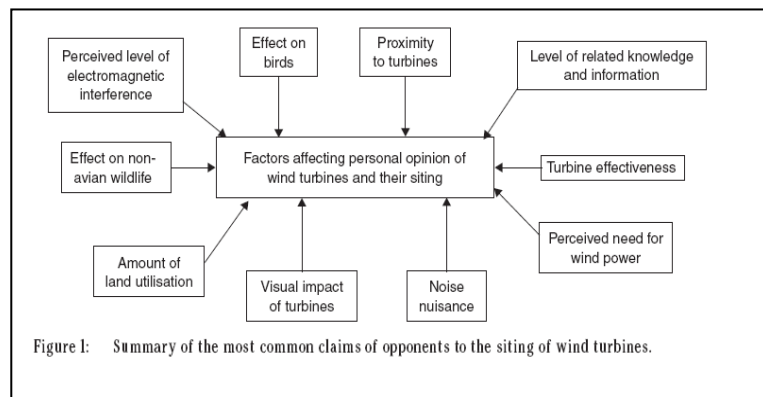 Perceived level of
electromagnetic
interference
Effect on
birds
Proximity
to turbines
Level of related knowledge
and information
Effect on non-
avian wildlife
Factors affecting personal opinion of
wind turbines and their siting
Turbine effectiveness
Amount of
land utilisation
Visual impact
of turbines
Noise
nuisance
Perceived need for
wind power
Figure 1: Summary of the most common claims of opponents to the siting of wind turbines.